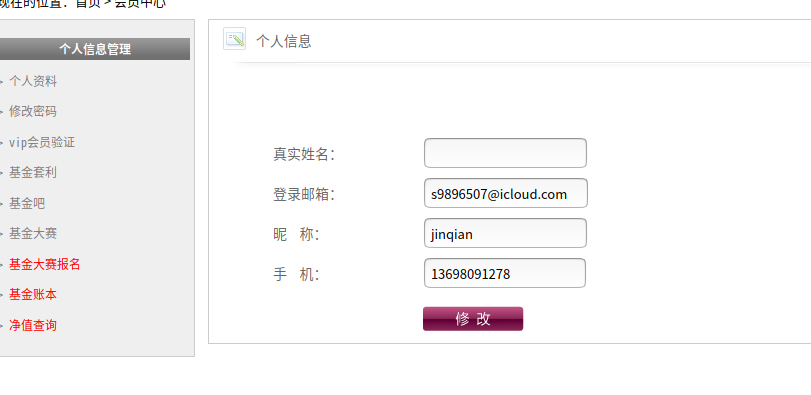 现在的位置：首页 > 会员中心
个人信息管理
个人资料
修改密码
vip会员验证
基金套利
基金吧
基金大赛
基金大赛报名
基金账本
净值查询
个人信息
真实姓名：
登录邮箱： s9896507@icloud.com
昵 称： jinqian
手 机： 13698091278
修 改